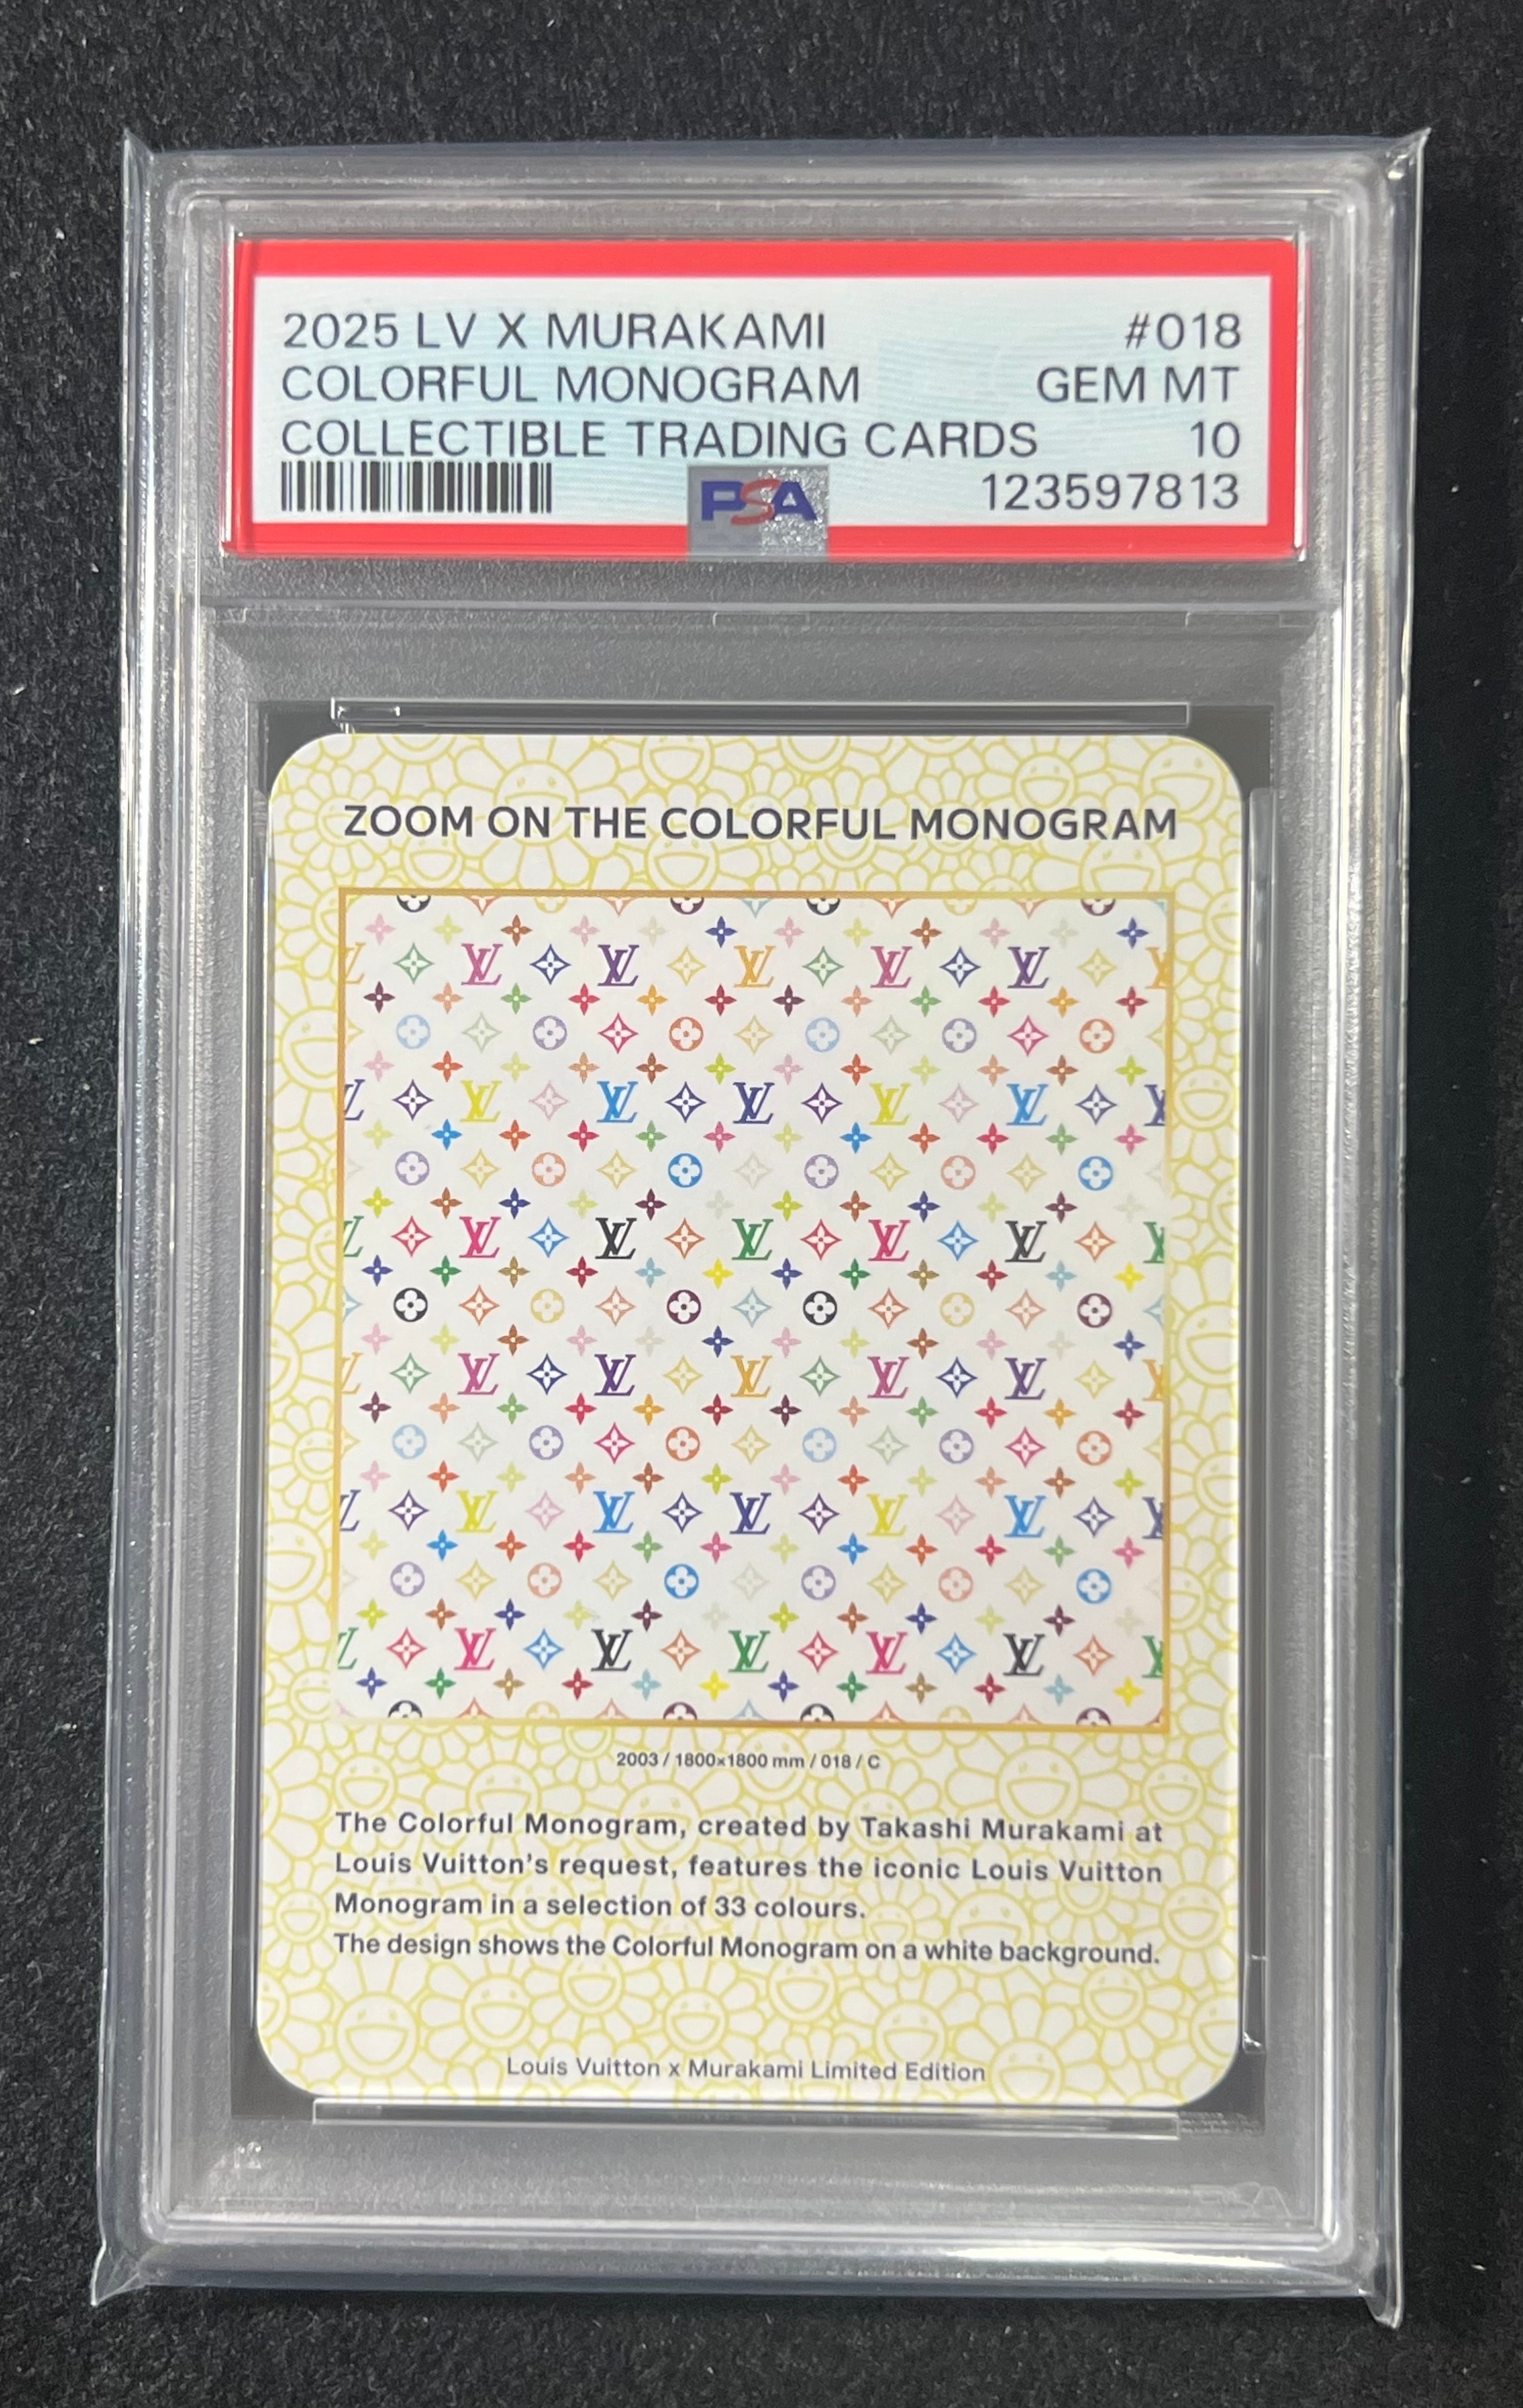 2025 LV X MURAKAMI #018
COLORFUL MONOGRAM GEM MT
COLLECTIBLE TRADING CARDS 10
PSA 123597813
ZOOM ON THE COLORFUL MONOGRAM
2003 / 1800×1800 mm / 018 / C
The Colorful Monogram, created by Takashi Murakami at
Louis Vuitton's request, features the iconic Louis Vuitton
Monogram in a selection of 33 colours.
The design shows the Colorful Monogram on a white background.
Louis Vuitton x Murakami Limited Edition